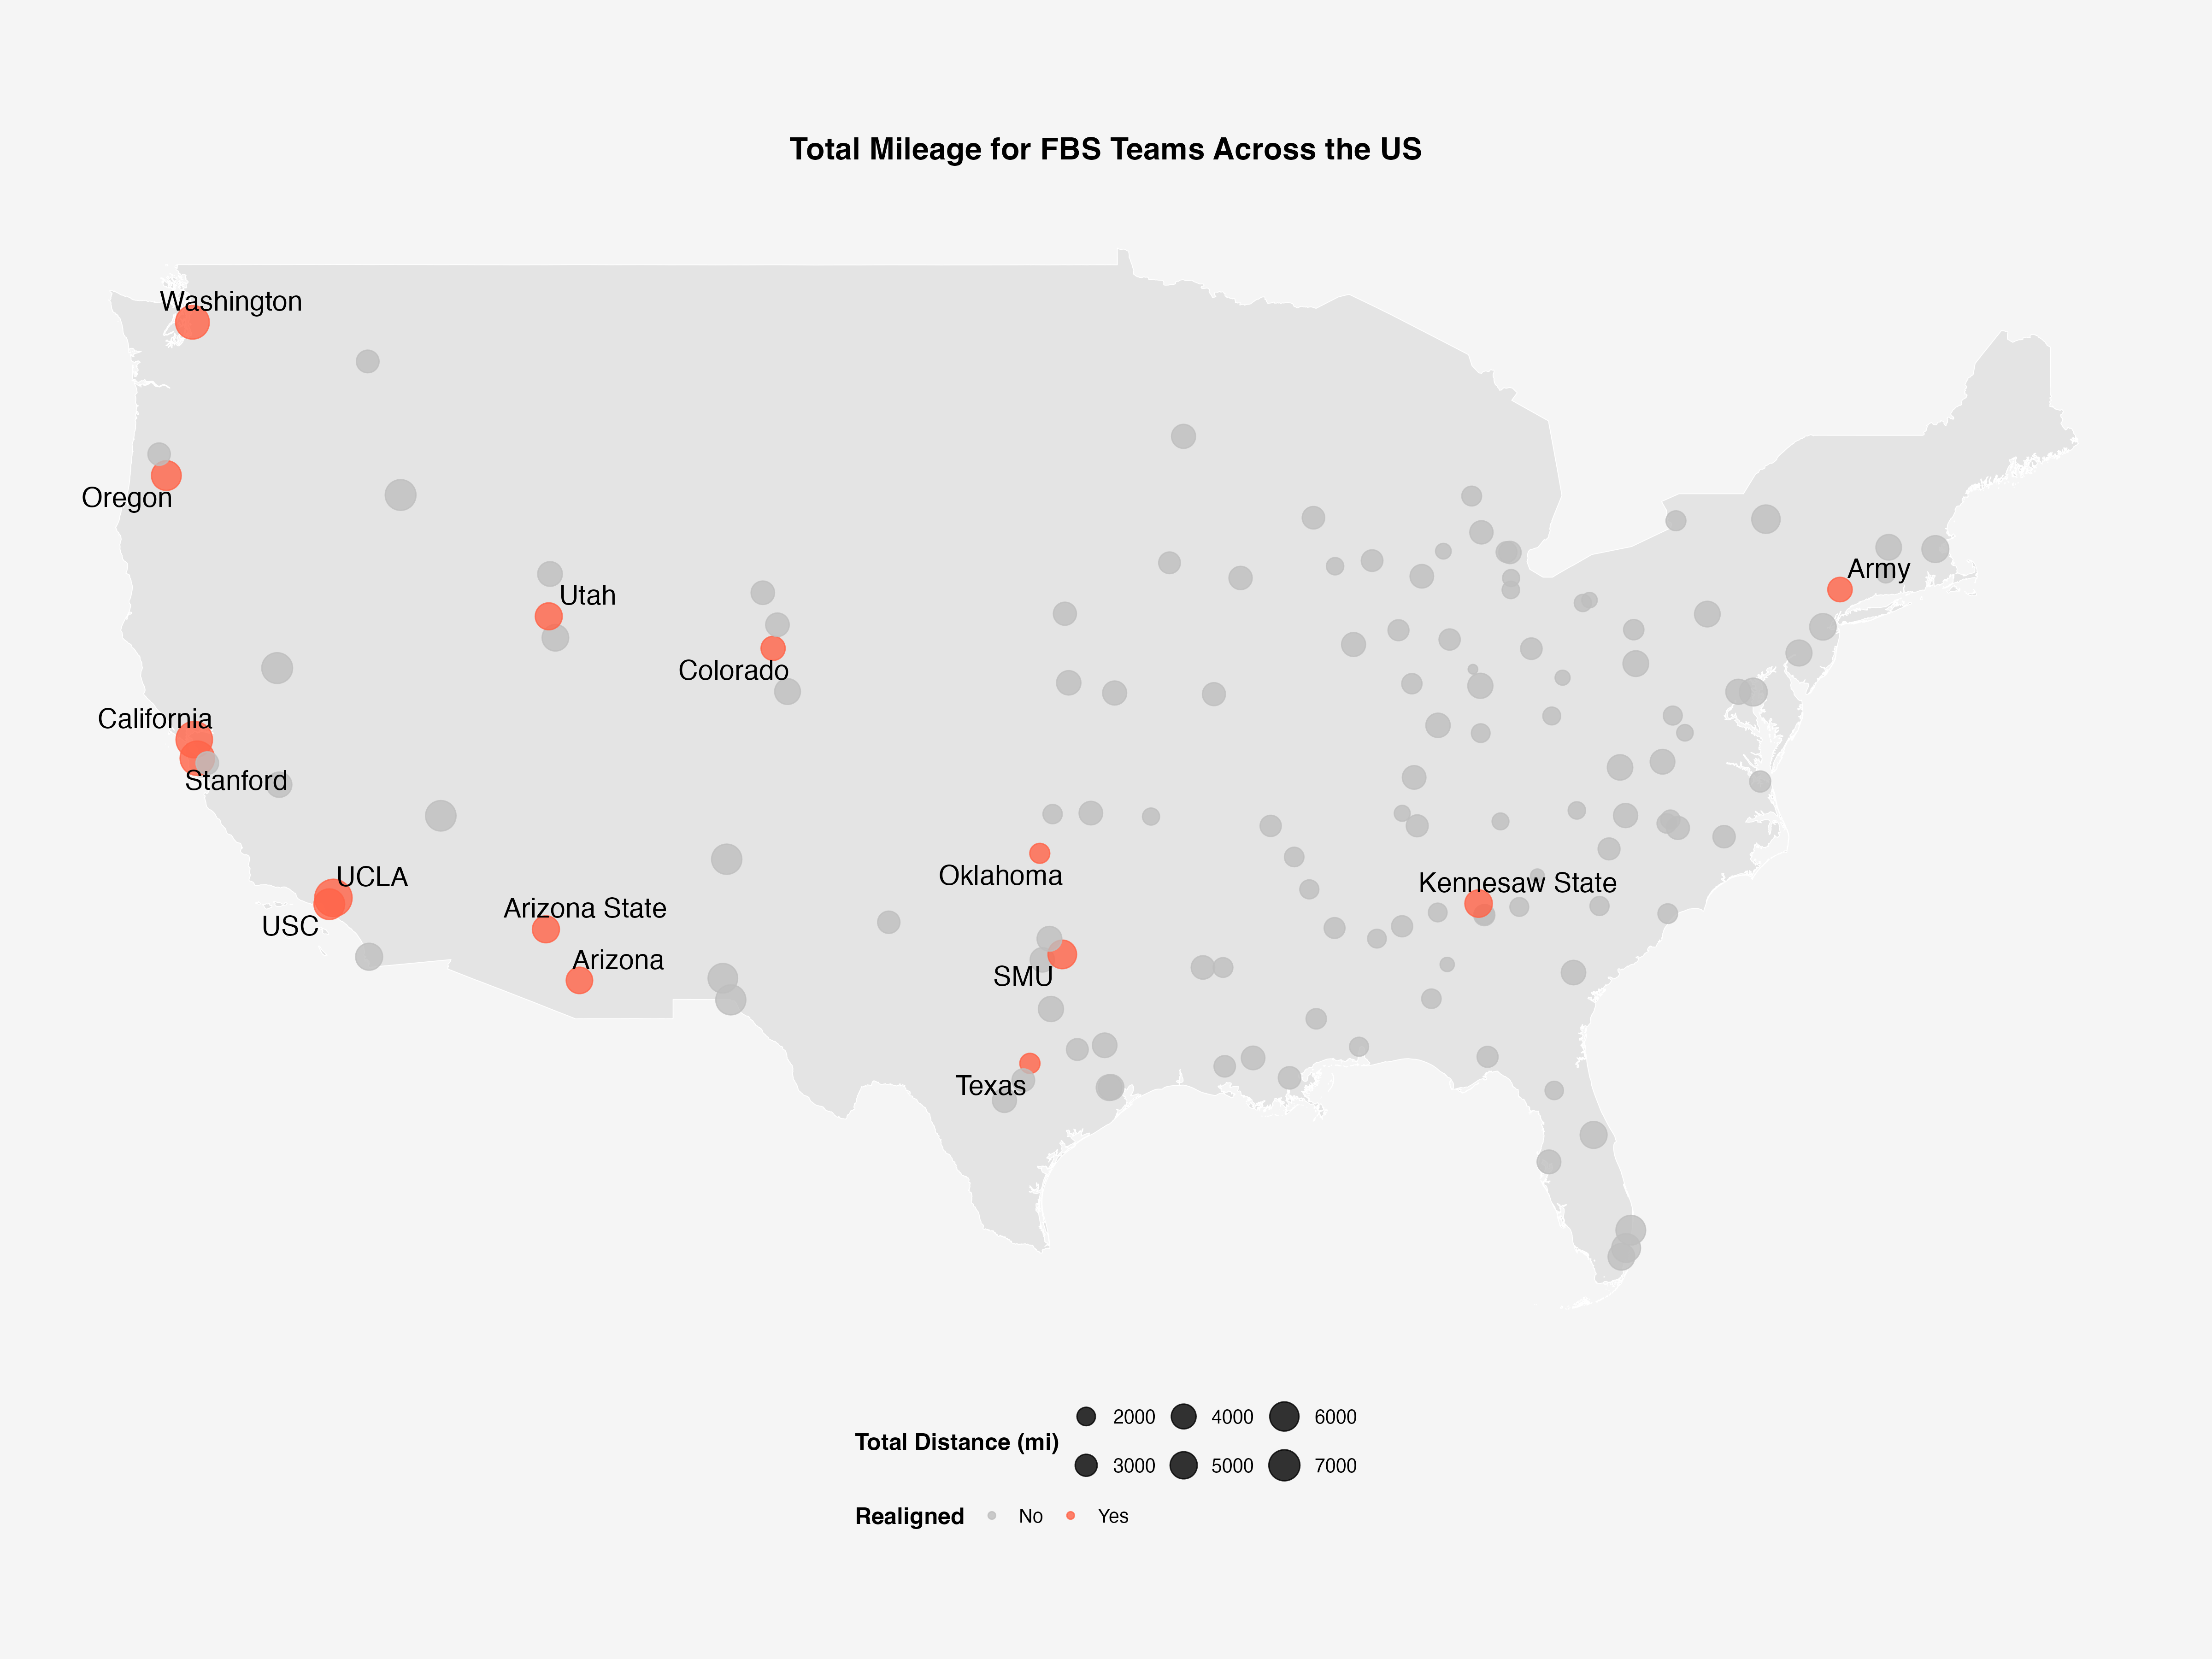 Total Mileage for FBS Teams Across the US
Washington
Oregon
Army
Utah
Colorado
California
Stanford
UCLA
Oklahoma
Kennesaw State
Arizona State
USC
Arizona
SMU
Texas
2000 4000 6000
Total Distance (mi)
3000 5000 7000
Realigned No Yes